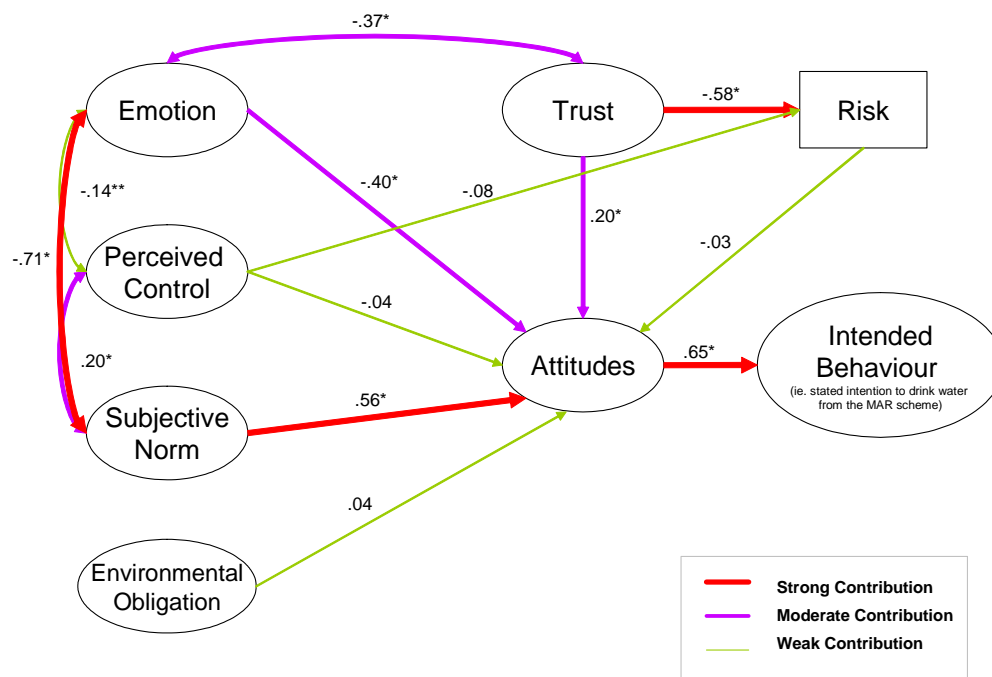 -.37*
Emotion
Trust
-.58*
Risk
-.14**
-.40*
-.08
.20*
-.71*
Perceived
Control
-.03
-.04
.20*
Attitudes
.65*
Intended
Behaviour
(ie. stated intention to drink water
from the MAR scheme)
.56*
Subjective
Norm
.04
Environmental
Obligation
Strong Contribution
Moderate Contribution
Weak Contribution